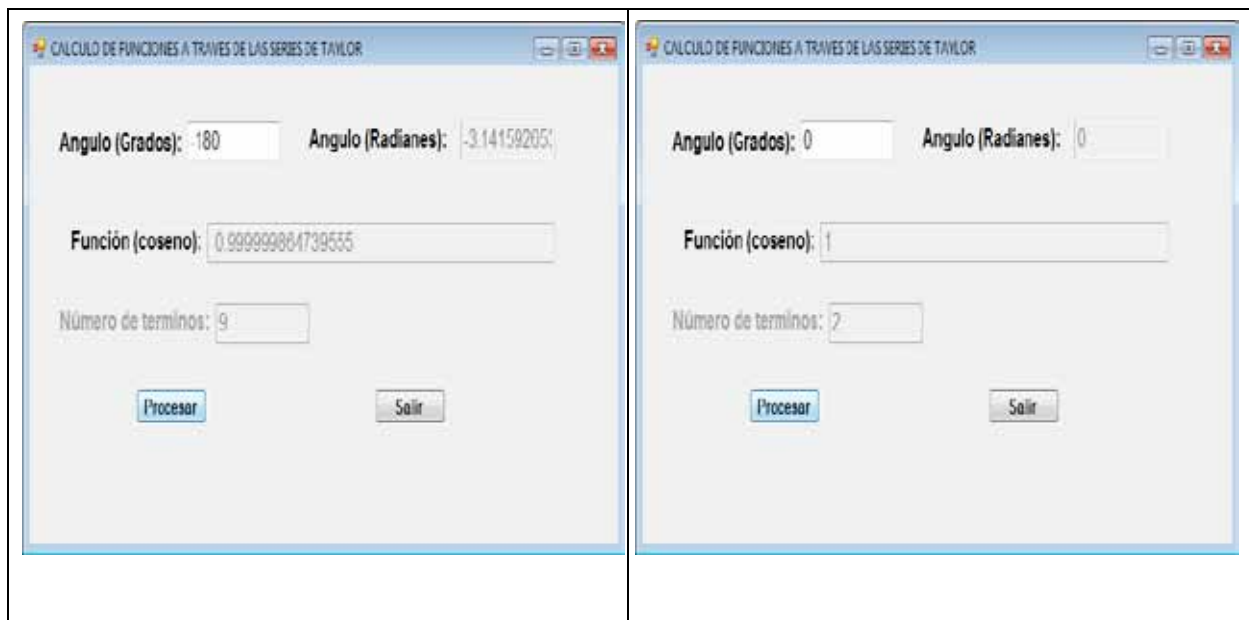 CALCULO DE FUNCIONES A TRAVES DE LAS SERIES DE TAYLOR
Angulo (Grados): -180 Angulo (Radianes): -3.14159265
Función (coseno): 0.999999864739555
Número de terminos: 9
Procesar Salir
CALCULO DE FUNCIONES A TRAVES DE LAS SERIES DE TAYLOR
Angulo (Grados): 0 Angulo (Radianes): 0
Función (coseno): 1
Número de terminos: 2
Procesar Salir